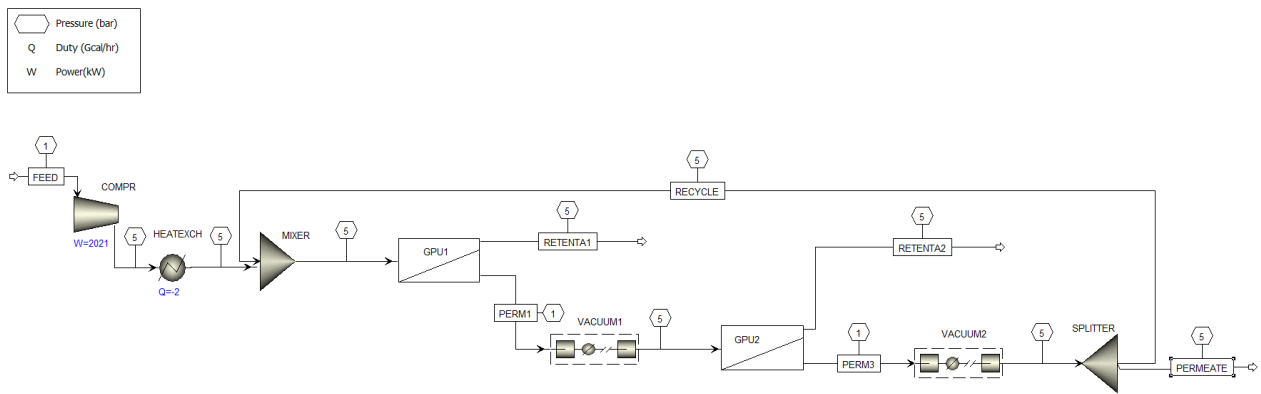 Pressure (bar)
Q Duty (Gcal/hr)
W Power(kW)
1
FEED
COMPR
W=2021
5
HEATEXCH
Q=-2
5
MIXER
5
5
RECYCLE
GPU1
5
RETENTA1
PERM1
1
VACUUM1
5
GPU2
5
RETENTA2
1
PERM3
VACUUM2
5
SPLITTER
5
PERMEATE